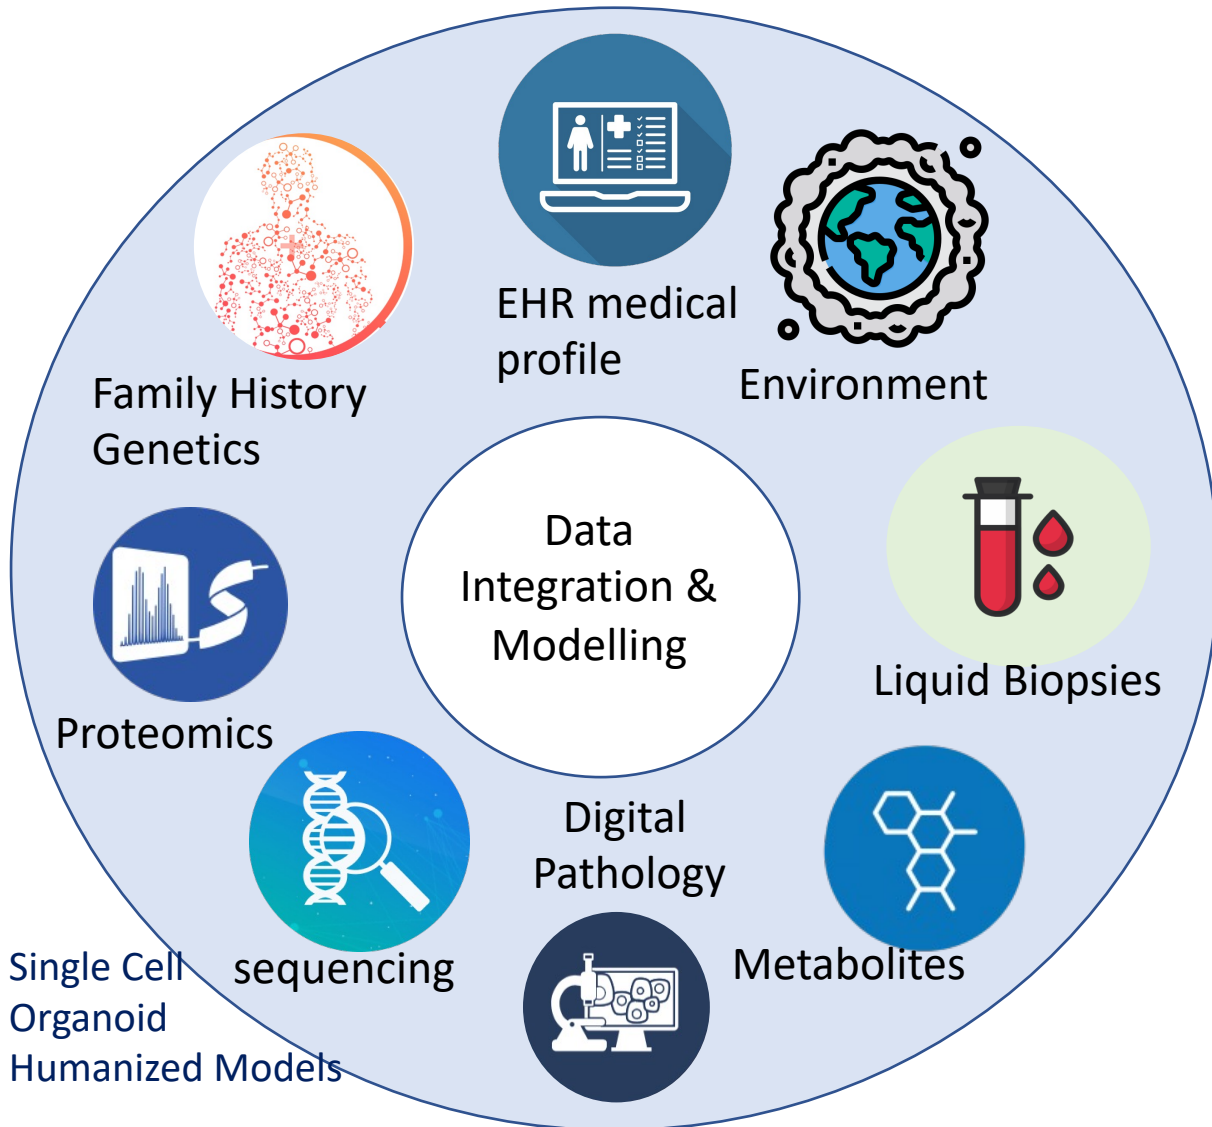 EHR medical
profile
Environment
Family History
Genetics
Data
Integration &
Modelling
Liquid Biopsies
Proteomics
Digital
Pathology
sequencing
Metabolites
Single Cell
Organoid
Humanized Models